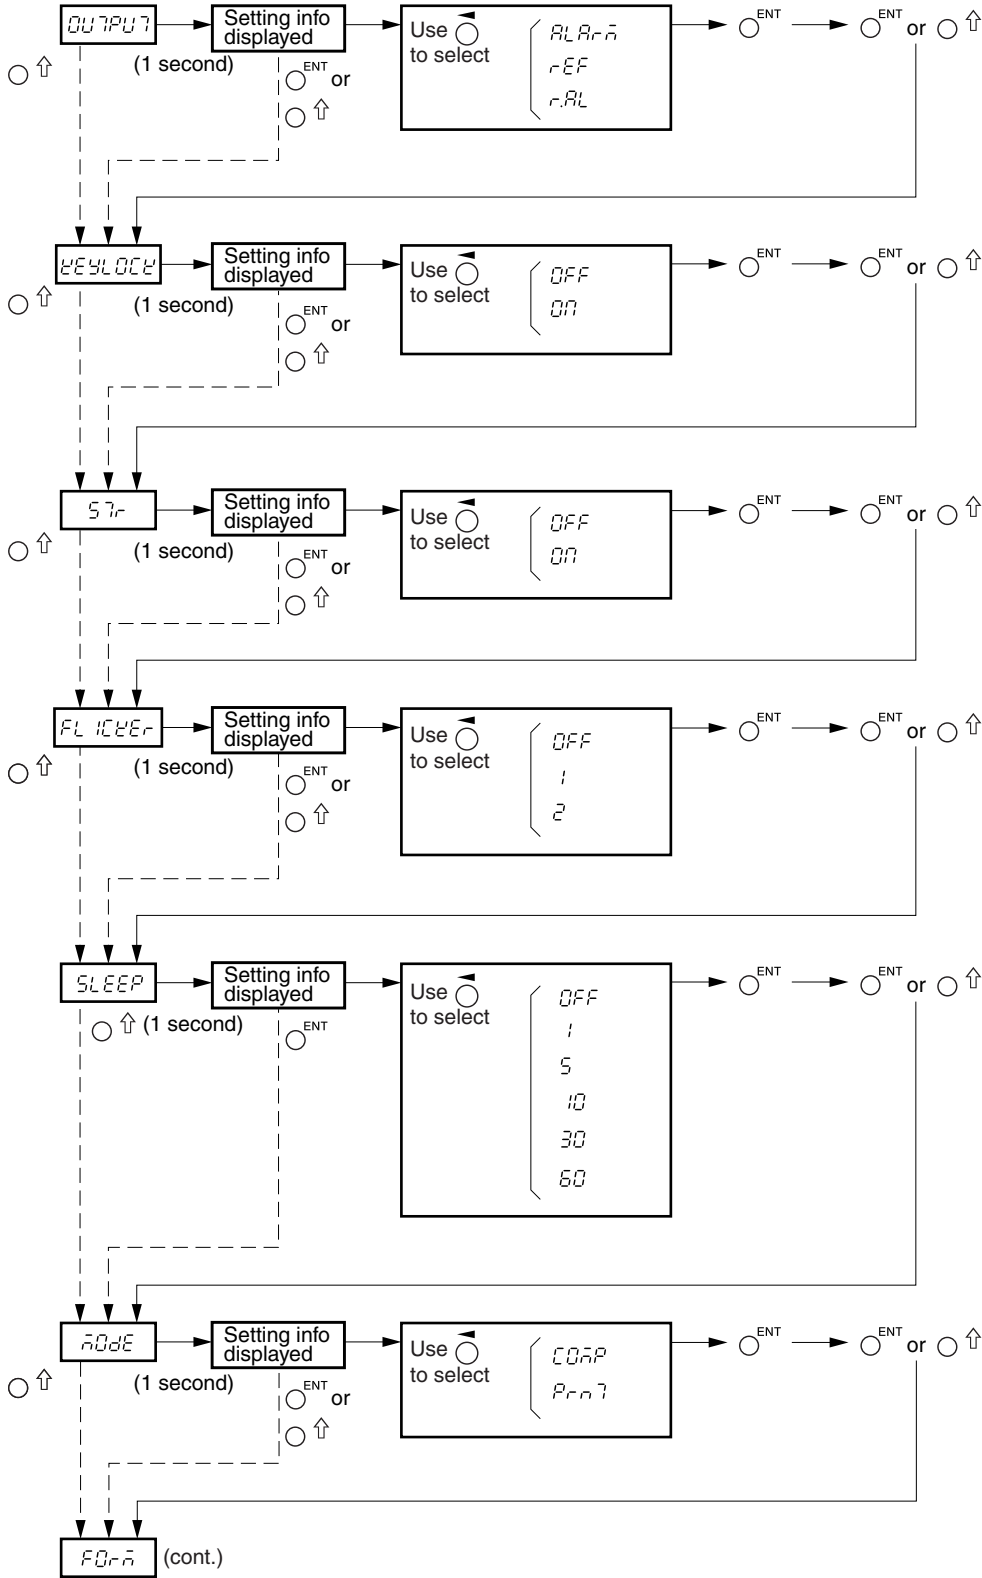 OUTPUT
Setting info
displayed
(1 second)
ENT or
Use
to select
ALArm
rEF
r.AL
ENT
ENT or
KEYLOCK
Setting info
displayed
(1 second)
ENT or
Use
to select
OFF
ON
ENT
ENT or
STr
Setting info
displayed
(1 second)
ENT or
Use
to select
OFF
ON
ENT
ENT or
FLICKEr
Setting info
displayed
(1 second)
ENT or
Use
to select
OFF
1
2
ENT
ENT or
SLEEP
Setting info
displayed
(1 second)
ENT
Use
to select
OFF
1
5
10
30
60
ENT
ENT or
mOdE
Setting info
displayed
(1 second)
ENT or
Use
to select
COmP
PrnT
ENT
ENT or
FOrm
(cont.)